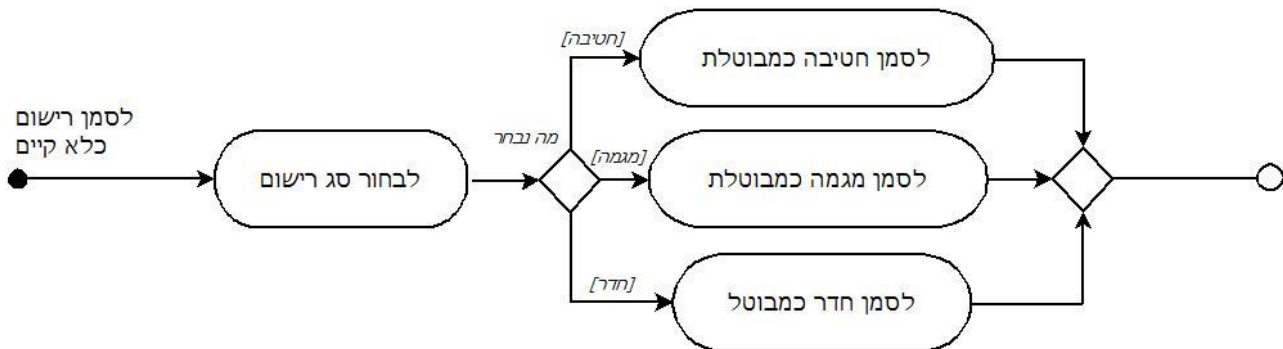 לסמן רישום
כלא קיים
לבחור סג רישום
מה נבחר
[חטיבה]
לסמן חטיבה כמבוטלת
[מגמה]
לסמן מגמה כמבוטלת
[חדר]
לסמן חדר כמבוטל